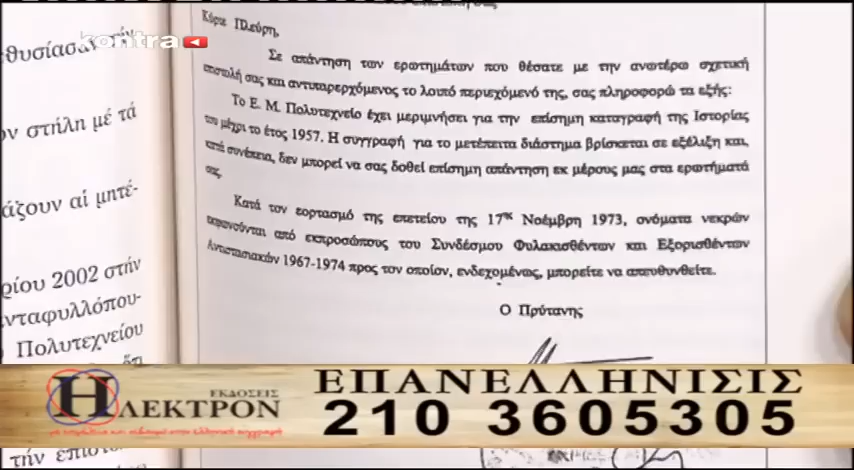 Κύριε Πλεύρη,
Σε απάντηση των ερωτημάτων που θέσατε με την ανωτέρω σχετική
επιστολή σας και αντιπαρερχόμενος το λοιπό περιεχόμενό της, σας πληροφορώ τα εξής:
Το Ε. Μ. Πολυτεχνείο έχει μεριμνήσει για την επίσημη καταγραφή της Ιστορίας
του μέχρι το έτος 1957. Η συγγραφή για το μετέπειτα διάστημα βρίσκεται σε εξέλιξη και,
κατά συνέπεια, δεν μπορεί να σας δοθεί επίσημη απάντηση εκ μέρους μας στα ερωτήματά
σας.
Κατά τον εορτασμό της επετείου της 17ης Νοέμβρη 1973, ονόματα νεκρών
εκφωνούνται από εκπροσώπους του Συνδέσμου Φυλακισθέντων και Εξορισθέντων
Αντιστασιακών 1967-1974 προς τον οποίον, ενδεχομένως, μπορείτε να απευθυνθείτε.
Ο Πρύτανης
kontra
στήλη μέ τά
άζουν αἱ μητέ-
ρίου 2002 στήν
νταφυλλόπου-
Πολυτεχνείου
τήν
ΕΚΔΟΣΕΙΣ
ΗΛΕΚΤΡΟΝ
ΕΠΑΝΕΛΛΗΝΙΣΙΣ
210 3605305